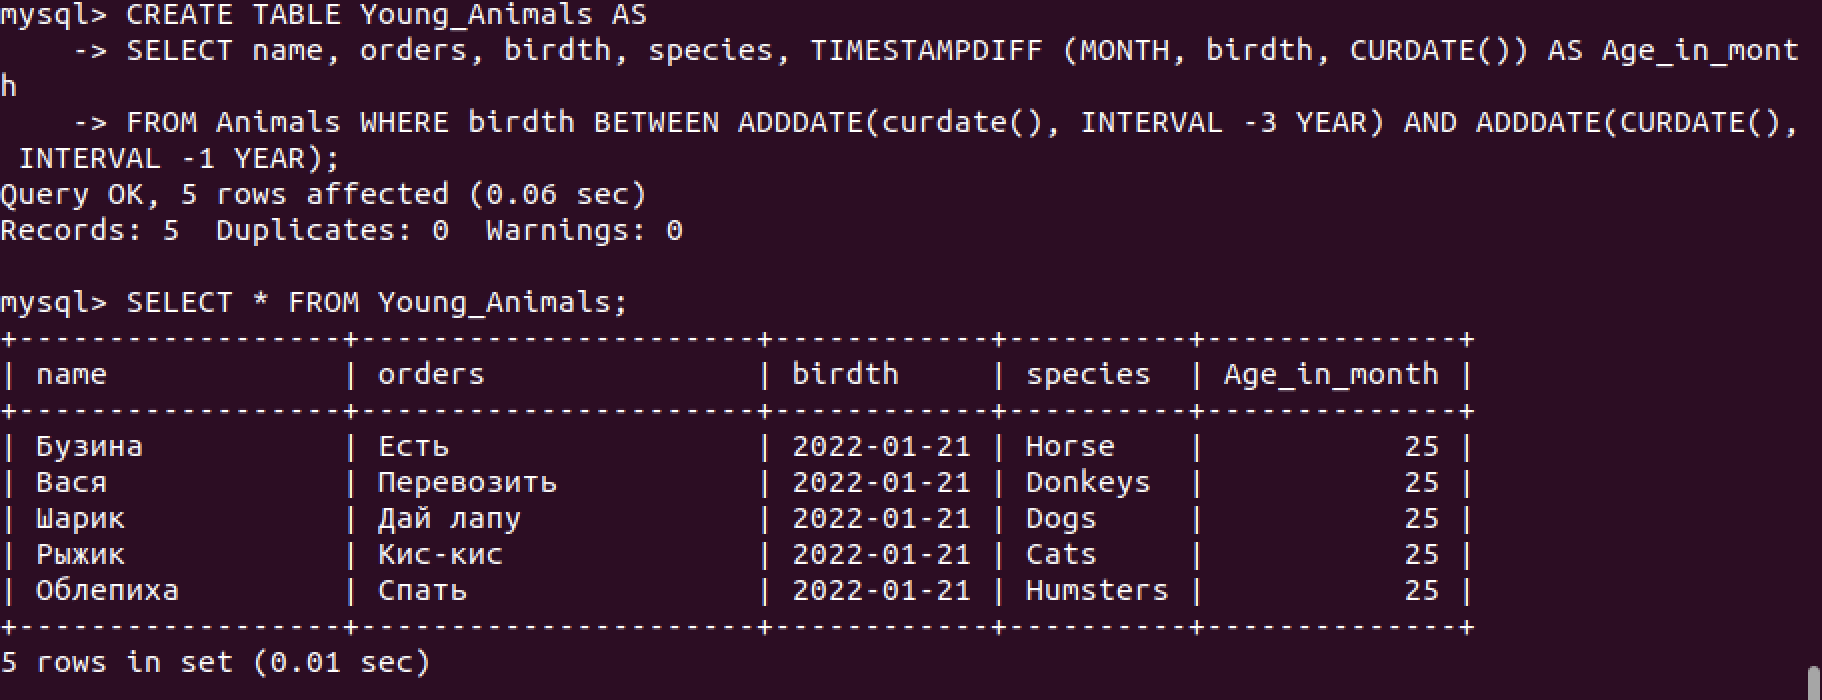 mysql> CREATE TABLE Young_Animals AS
    -> SELECT name, orders, birdth, species, TIMESTAMPDIFF (MONTH, birdth, CURDATE()) AS Age_in_mont
h
    -> FROM Animals WHERE birdth BETWEEN ADDDATE(curdate(), INTERVAL -3 YEAR) AND ADDDATE(CURDATE(),
 INTERVAL -1 YEAR);
Query OK, 5 rows affected (0.06 sec)
Records: 5  Duplicates: 0  Warnings: 0

mysql> SELECT * FROM Young_Animals;
+------------------+----------------------+------------+----------+--------------+
| name             | orders               | birdth     | species  | Age_in_month |
+------------------+----------------------+------------+----------+--------------+
| Бузина           | Есть                 | 2022-01-21 | Horse    |           25 |
| Вася             | Перевозить           | 2022-01-21 | Donkeys  |           25 |
| Шарик            | Дай лапу             | 2022-01-21 | Dogs     |           25 |
| Рыжик            | Кис-кис              | 2022-01-21 | Cats     |           25 |
| Облепиха         | Спать                | 2022-01-21 | Humsters |           25 |
+------------------+----------------------+------------+----------+--------------+
5 rows in set (0.01 sec)